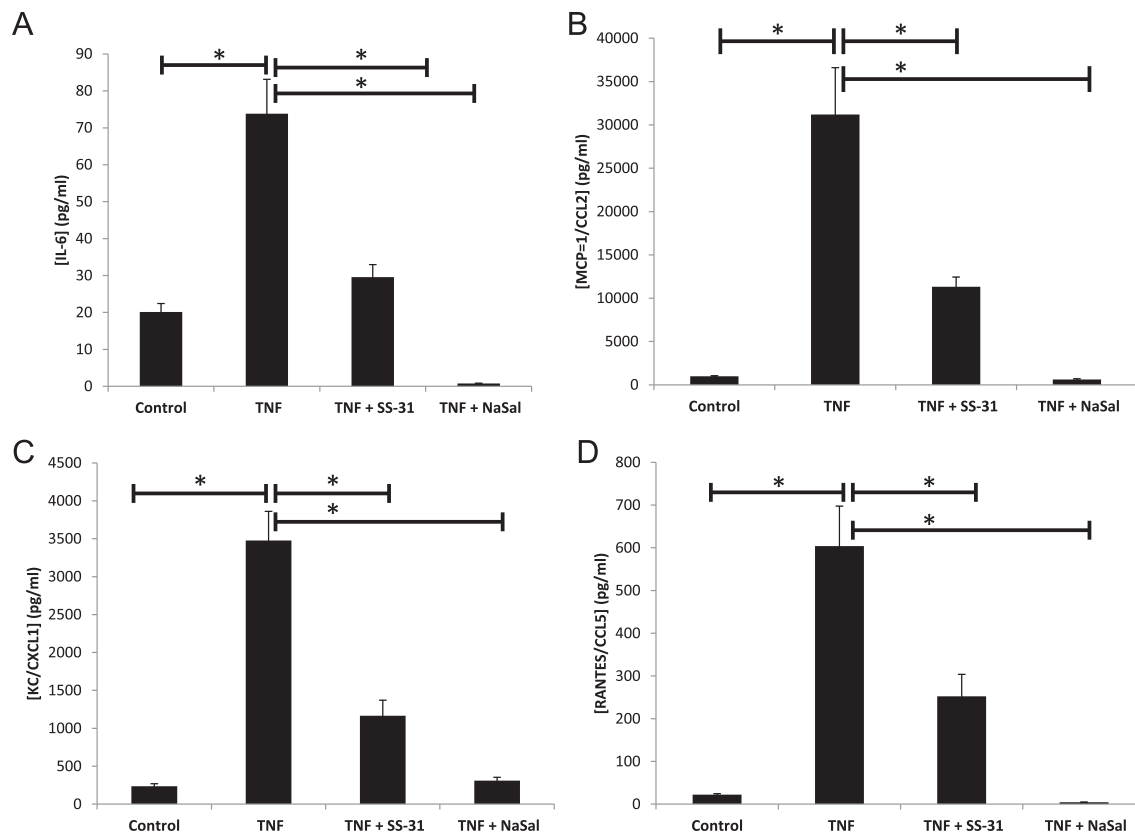 A
B
*
*
*
*
*
*
90
80
70
60
50
40
30
20
10
0
[IL-6] (pg/ml)
Control
TNF
TNF + SS-31
TNF + NaSal
40000
35000
30000
25000
20000
15000
10000
5000
0
[MCP=1/CCL2] (pg/ml)
Control
TNF
TNF + SS-31
TNF + NaSal
C
D
*
*
*
*
*
*
4500
4000
3500
3000
2500
2000
1500
1000
500
0
[KC/CXCL1] (pg/ml)
Control
TNF
TNF + SS-31
TNF + NaSal
800
700
600
500
400
300
200
100
0
[RANTES/CCL5] (pg/ml)
Control
TNF
TNF + SS-31
TNF + NaSal